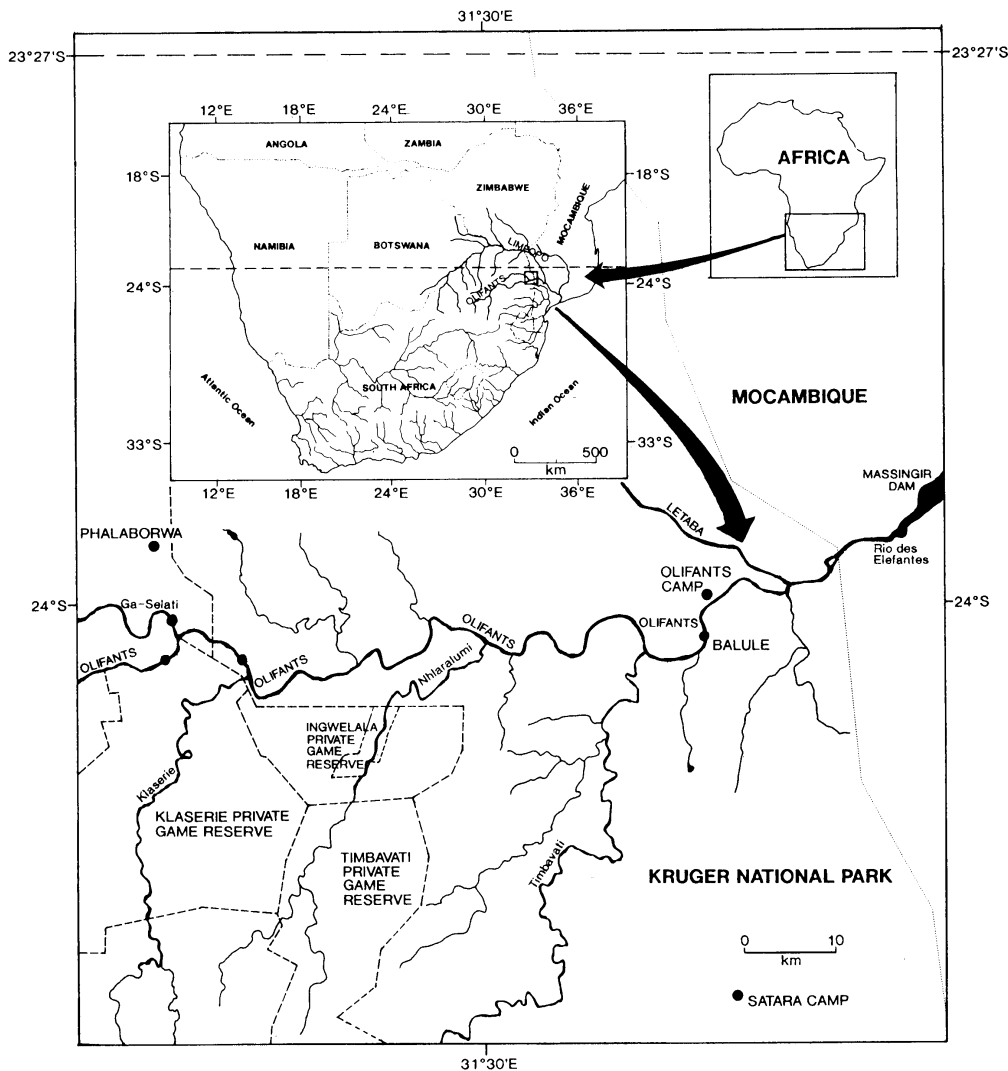 31°30'E
23°27'S
23°27'S
12°E
18°E
24°E
30°E
36°E
ANGOLA
ZAMBIA
AFRICA
18°S
18°S
ZIMBABWE
MOCAMBIQUE
NAMIBIA
BOTSWANA
LIMPOPO
24°S
OLIFANTS
24°S
SOUTH AFRICA
Atlantic Ocean
Indian Ocean
MOCAMBIQUE
33°S
33°S
0 500
km
12°E
18°E
24°E
30°E
36°E
MASSINGIR
DAM
LETABA
PHALABORWA
Rio des
Elefantes
OLIFANTS
CAMP
24°S
Ga-Selati
24°S
OLIFANTS
OLIFANTS
BALULE
OLIFANTS
OLIFANTS
Nhlaralumi
INGWELALA
PRIVATE
GAME
RESERVE
Klaserie
KLASERIE PRIVATE
GAME RESERVE
TIMBAVATI
PRIVATE
GAME
RESERVE
Timbavati
KRUGER NATIONAL PARK
0 10
km
SATARA CAMP
31°30'E